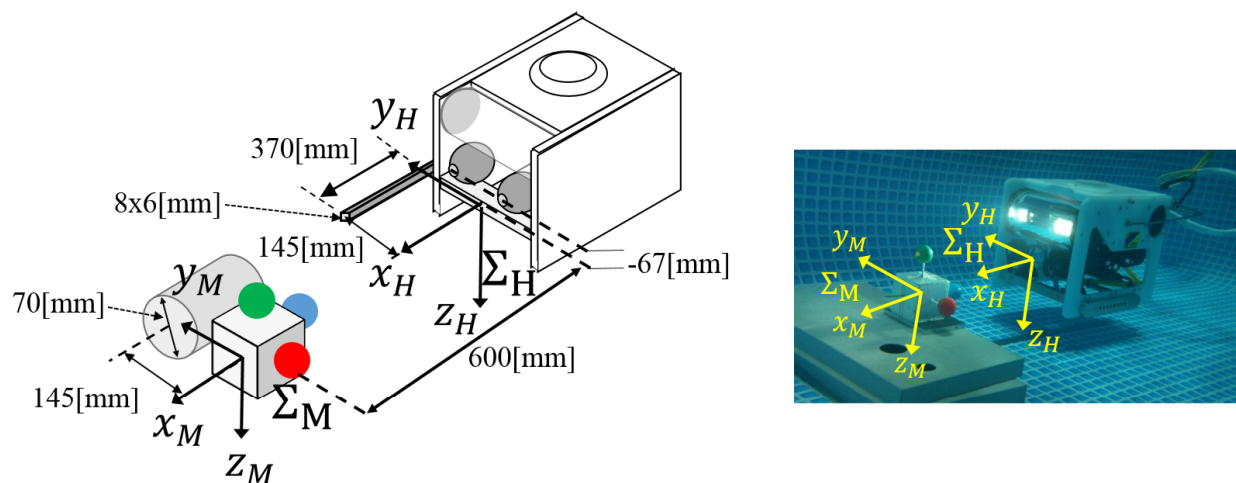 y_H
370[mm]
8x6[mm]
145[mm]
x_H
Σ_H
z_H
-67[mm]
y_M
70[mm]
600[mm]
145[mm]
x_M
Σ_M
z_M
y_H
y_M
Σ_H
x_H
Σ_M
x_M
z_H
z_M